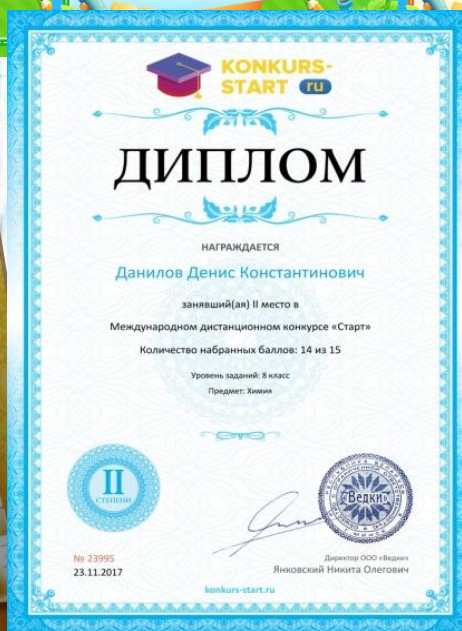 KONKURS-
START ru
ДИПЛОМ
НАГРАЖДАЕТСЯ
Данилов Денис Константинович
занявший(ая) II место в
Международном дистанционном конкурсе «Старт»
Количество набранных баллов: 14 из 15
Уровень заданий: 8 класс
Предмет: Химия
II
СТЕПЕНИ
«Ведки»
№ 23995
23.11.2017
Директор ООО «Ведки»
Янковский Никита Олегович
konkurs-start.ru